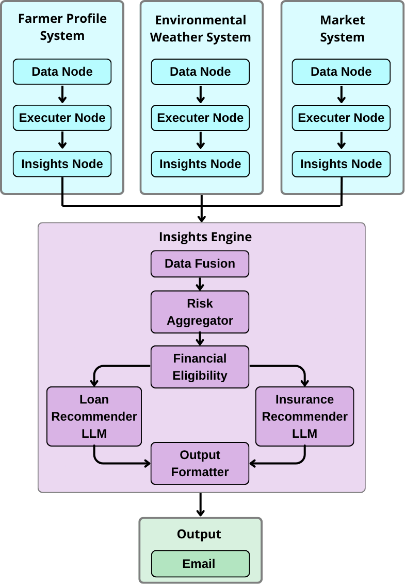 Farmer Profile
System
Data Node
Executer Node
Insights Node
Environmental
Weather System
Data Node
Executer Node
Insights Node
Market
System
Data Node
Executer Node
Insights Node
Insights Engine
Data Fusion
Risk
Aggregator
Financial
Eligibility
Loan
Recommender
LLM
Insurance
Recommender
LLM
Output
Formatter
Output
Email